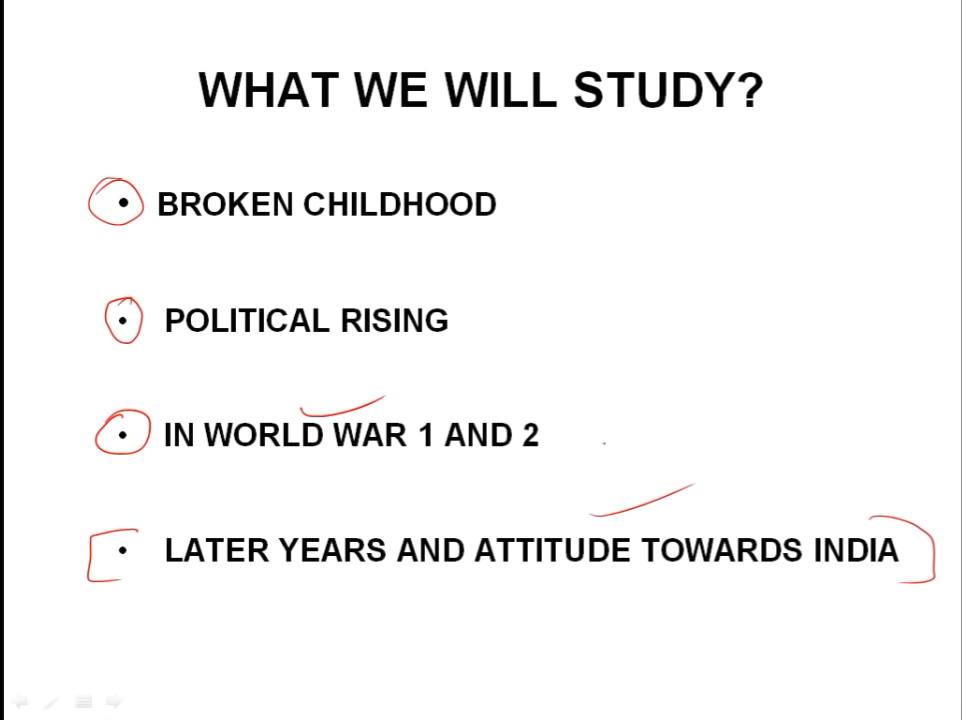 WHAT WE WILL STUDY?
• BROKEN CHILDHOOD
• POLITICAL RISING
• IN WORLD WAR 1 AND 2
• LATER YEARS AND ATTITUDE TOWARDS INDIA